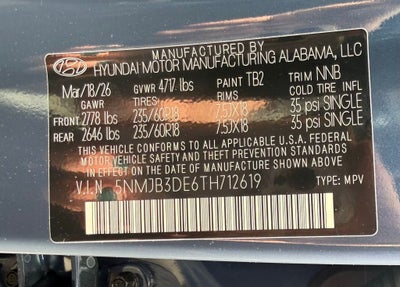 MANUFACTURED BY
HYUNDAI MOTOR MANUFACTURING ALABAMA, LLC
Mar/18/26 GVWR 4717 lbs PAINT TB2 TRIM NNB
GAWR TIRES RIMS COLD TIRE INFL
FRONT 2778 lbs 235/60R18 7.5JX18 35 psi SINGLE
REAR 2646 lbs 235/60R18 7.5JX18 35 psi SINGLE
THIS VEHICLE CONFORMS TO ALL APPLICABLE U.S. FEDERAL
MOTOR VEHICLE SAFETY AND THEFT PREVENTION STANDARDS
IN EFFECT ON THE DATE OF MANUFACTURE SHOWN ABOVE.
V.I.N 5NMJB3DE6TH712619 TYPE: MPV